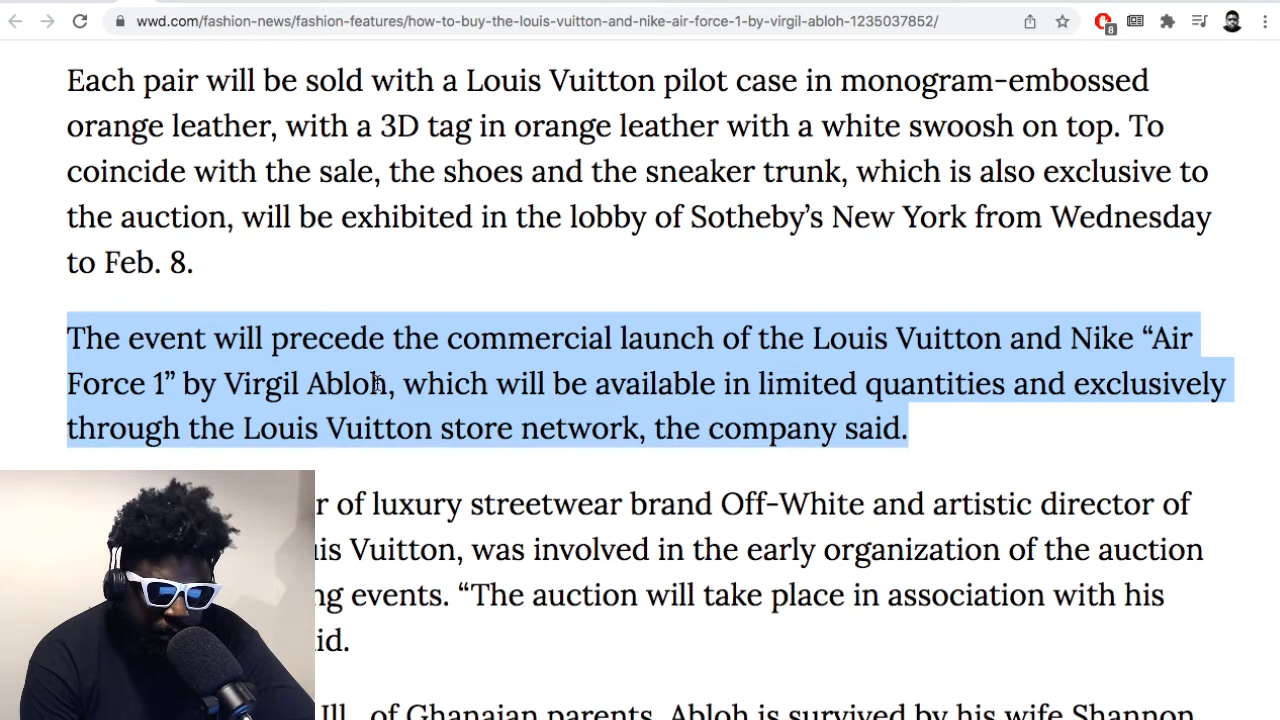 wwd.com/fashion-news/fashion-features/how-to-buy-the-louis-vuitton-and-nike-air-force-1-by-virgil-abloh-1235037852/
8
Each pair will be sold with a Louis Vuitton pilot case in monogram-embossed
orange leather, with a 3D tag in orange leather with a white swoosh on top. To
coincide with the sale, the shoes and the sneaker trunk, which is also exclusive to
the auction, will be exhibited in the lobby of Sotheby’s New York from Wednesday
to Feb. 8.
The event will precede the commercial launch of the Louis Vuitton and Nike “Air
Force 1” by Virgil Abloh, which will be available in limited quantities and exclusively
through the Louis Vuitton store network, the company said.
r of luxury streetwear brand Off-White and artistic director of
is Vuitton, was involved in the early organization of the auction
ng events. “The auction will take place in association with his
id.
Ill., of Ghanaian parents, Abloh is survived by his wife Shannon